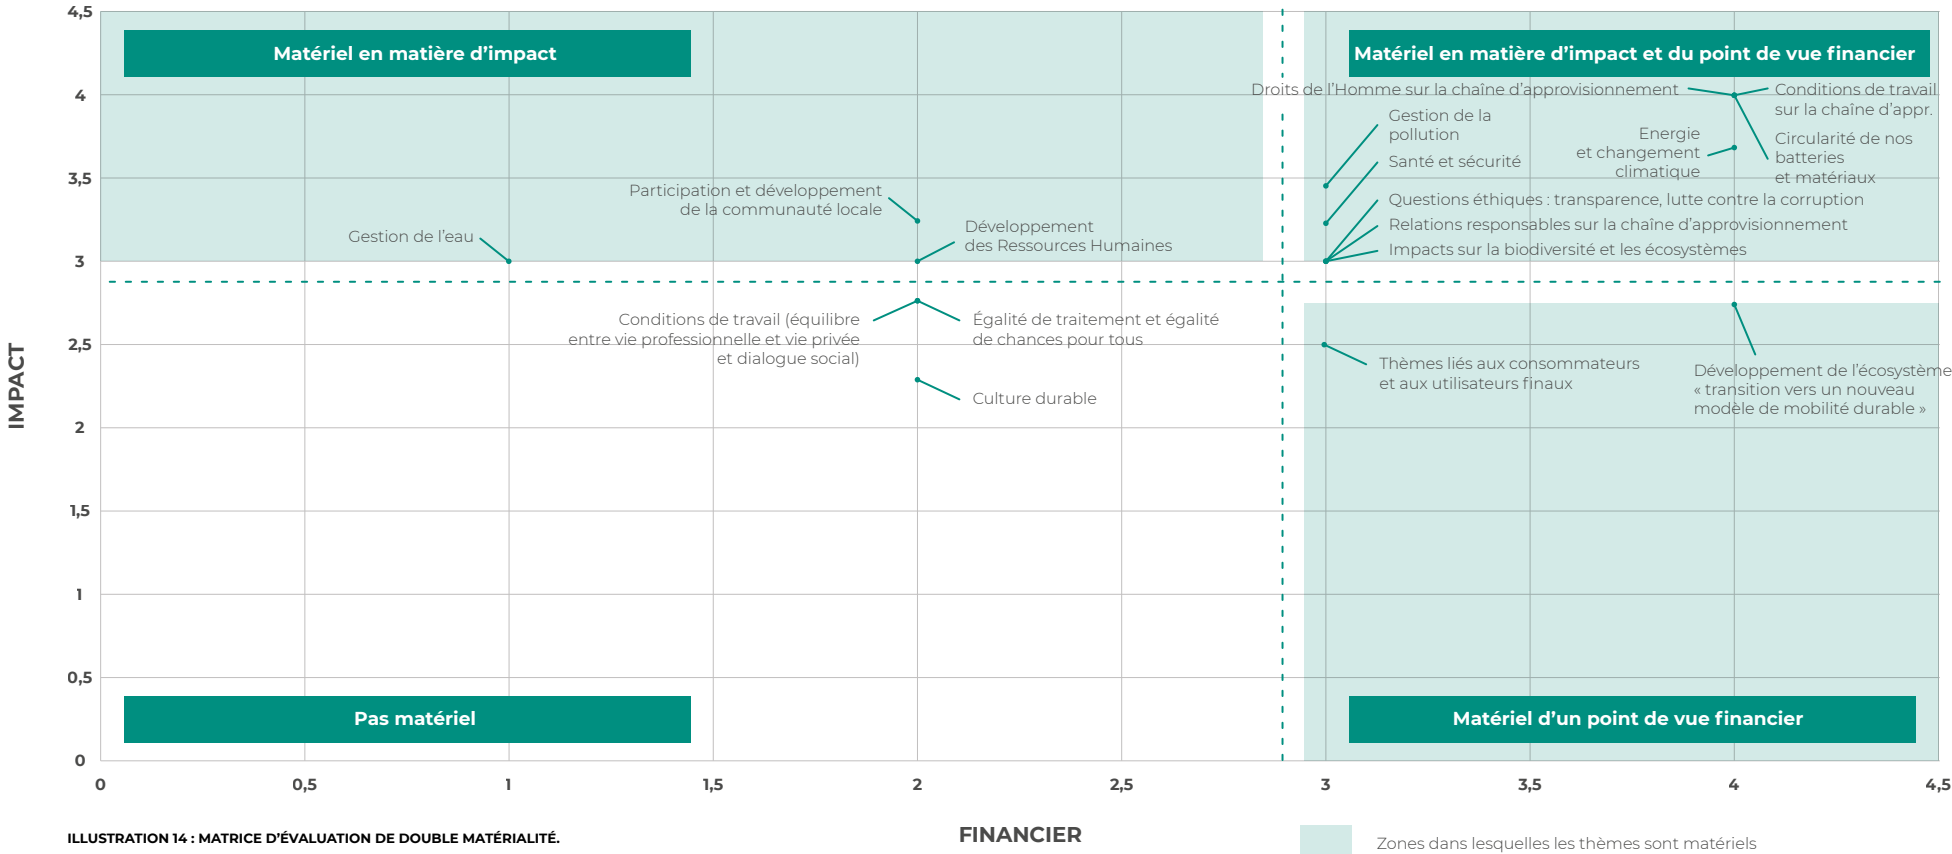 4,5
Matériel en matière d’impact
Matériel en matière d’impact et du point de vue financier
4
Droits de l’Homme sur la chaîne d’approvisionnement
Conditions de travail
sur la chaîne d’appr.
Gestion de la
pollution
Energie
et changement
climatique
Circularité de nos
batteries
et matériaux
Santé et sécurité
3,5
Participation et développement
de la communauté locale
Questions éthiques : transparence, lutte contre la corruption
Relations responsables sur la chaîne d’approvisionnement
Impacts sur la biodiversité et les écosystèmes
Gestion de l’eau
Développement
des Ressources Humaines
3
Conditions de travail (équilibre
entre vie professionnelle et vie privée
et dialogue social)
Égalité de traitement et égalité
de chances pour tous
2,5
Thèmes liés aux consommateurs
et aux utilisateurs finaux
Développement de l’écosystème
« transition vers un nouveau
modèle de mobilité durable »
Culture durable
IMPACT
2
1,5
1
0,5
Pas matériel
Matériel d’un point de vue financier
0
0
0,5
1
1,5
2
2,5
3
3,5
4
4,5
FINANCIER
ILLUSTRATION 14 : MATRICE D’ÉVALUATION DE DOUBLE MATÉRIALITÉ.
Zones dans lesquelles les thèmes sont matériels